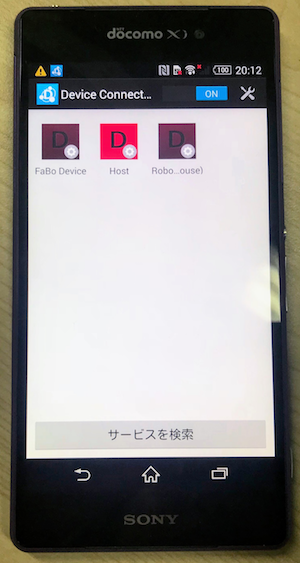 docomo Xi
100 20:12
Device Connect... ON
D D D
FaBo Device Host Robo...ouse)
サービスを検索
SONY